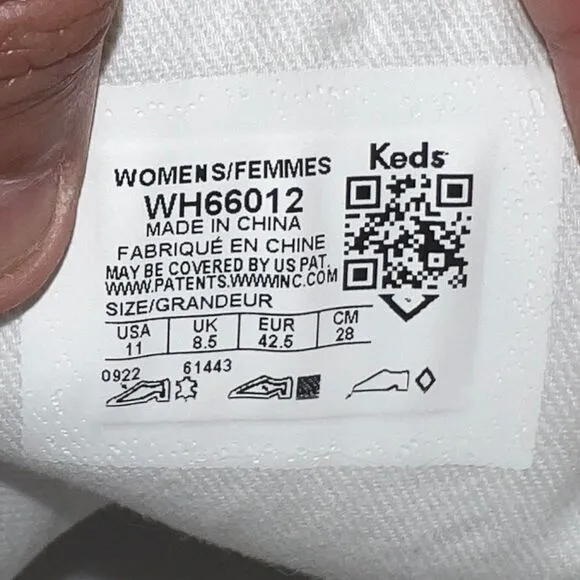 Keds
WOMENS/FEMMES
WH66012
MADE IN CHINA
FABRIQUÉ EN CHINE
MAY BE COVERED BY US PAT.
WWW.PATENTS.WWWINC.COM
SIZE/GRANDEUR
USA UK EUR CM
11 8.5 42.5 28
0922 61443